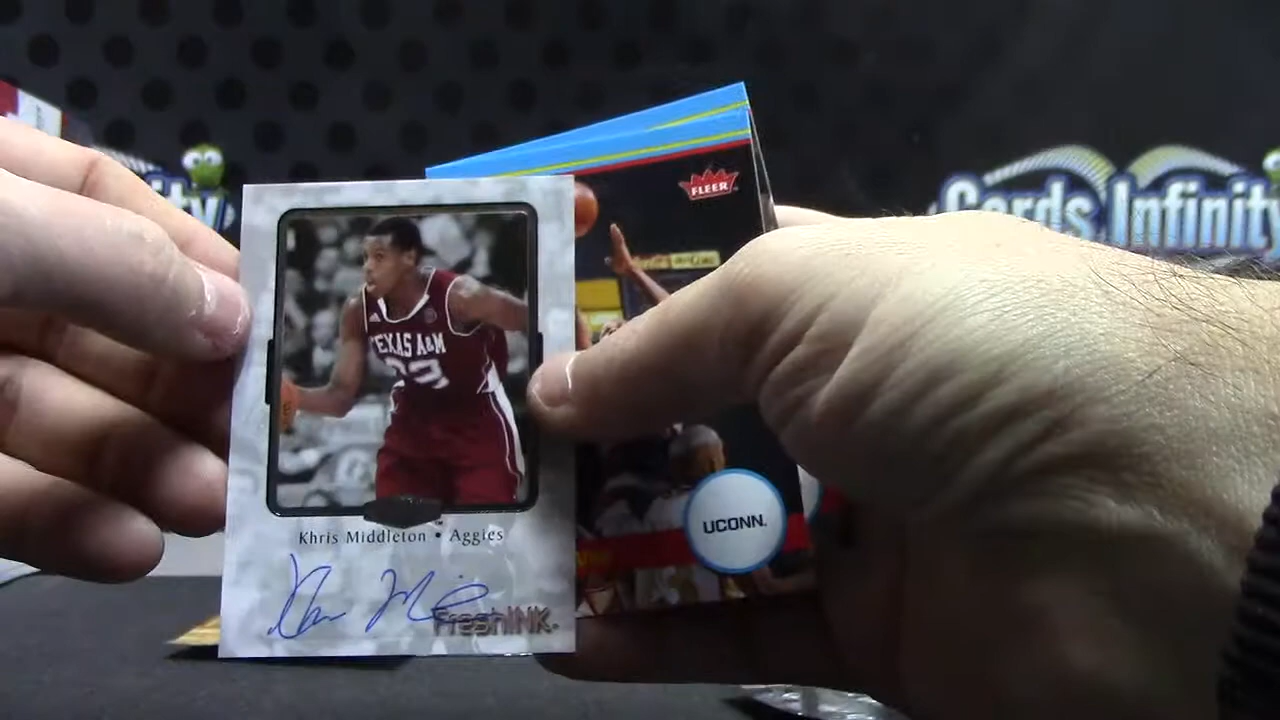 Cards Infinity
FLEER
TEXAS A&M
Khris Middleton • Aggies
FreshINK.
UCONN.